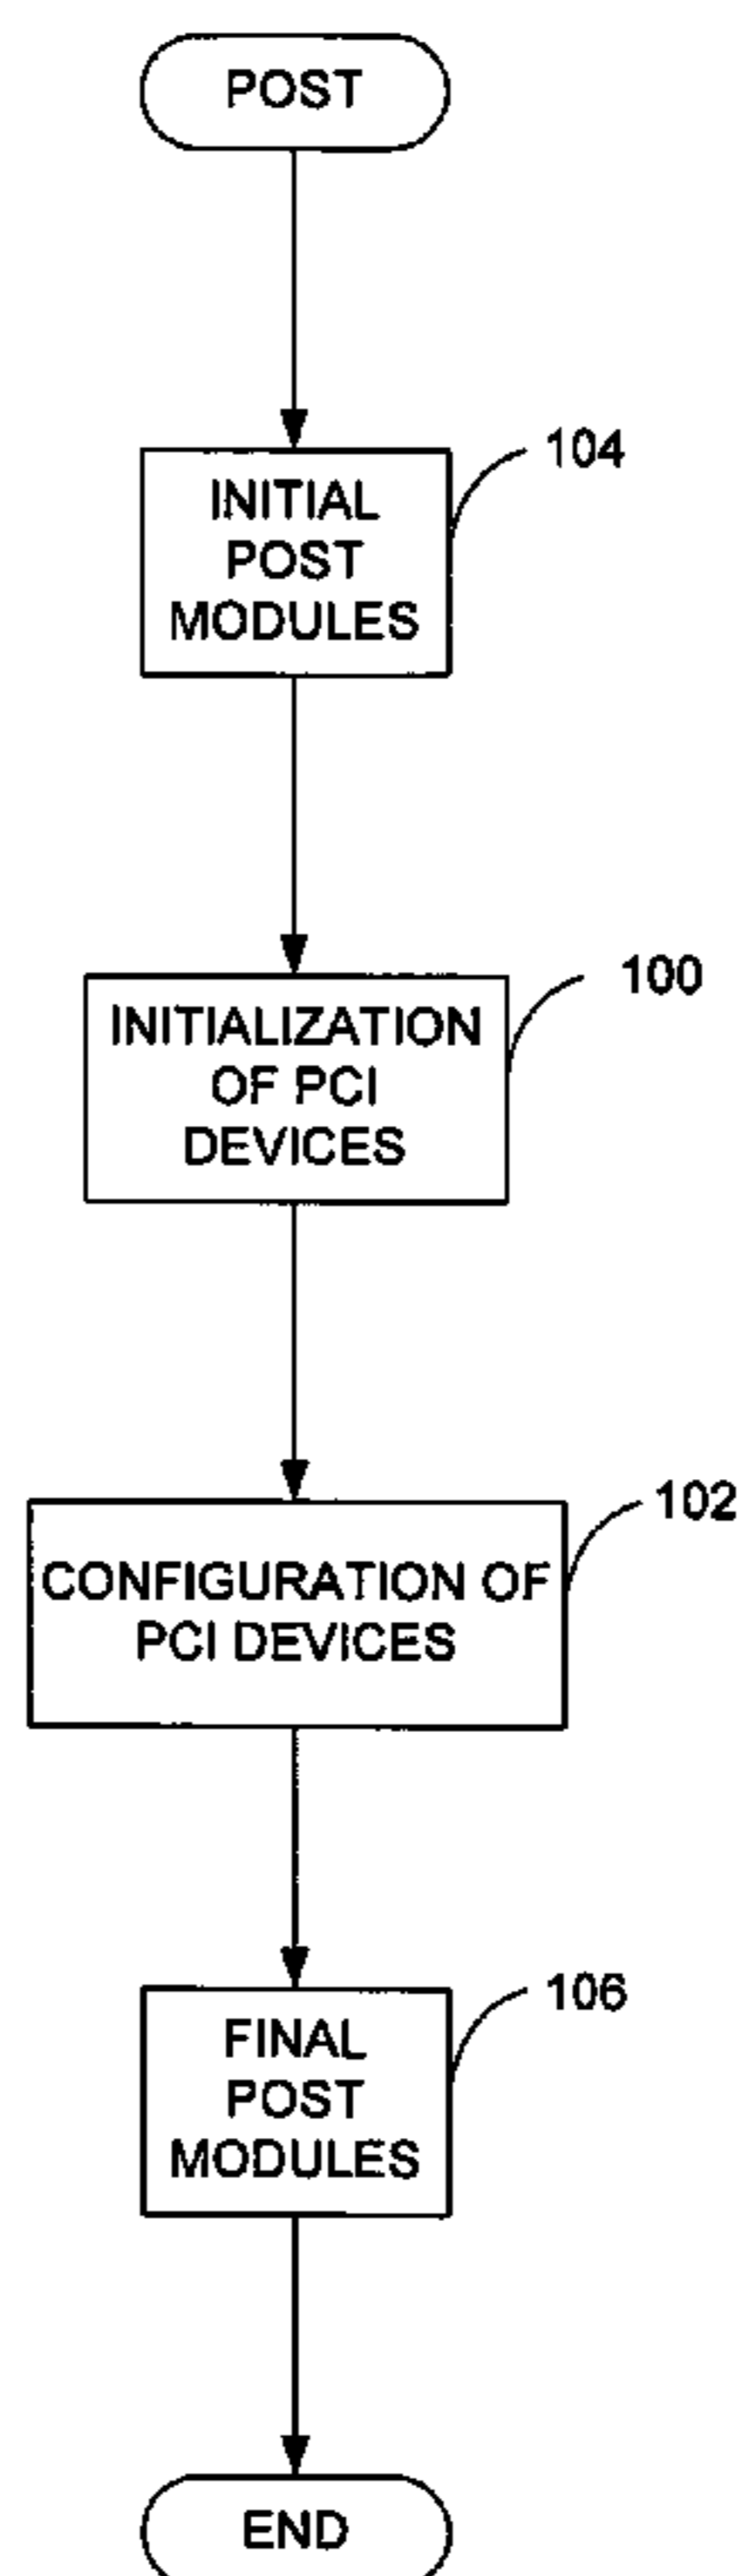 POST
104
INITIAL
POST
MODULES
100
INITIALIZATION
OF PCI
DEVICES
102
CONFIGURATION OF
PCI DEVICES
106
FINAL
POST
MODULES
END